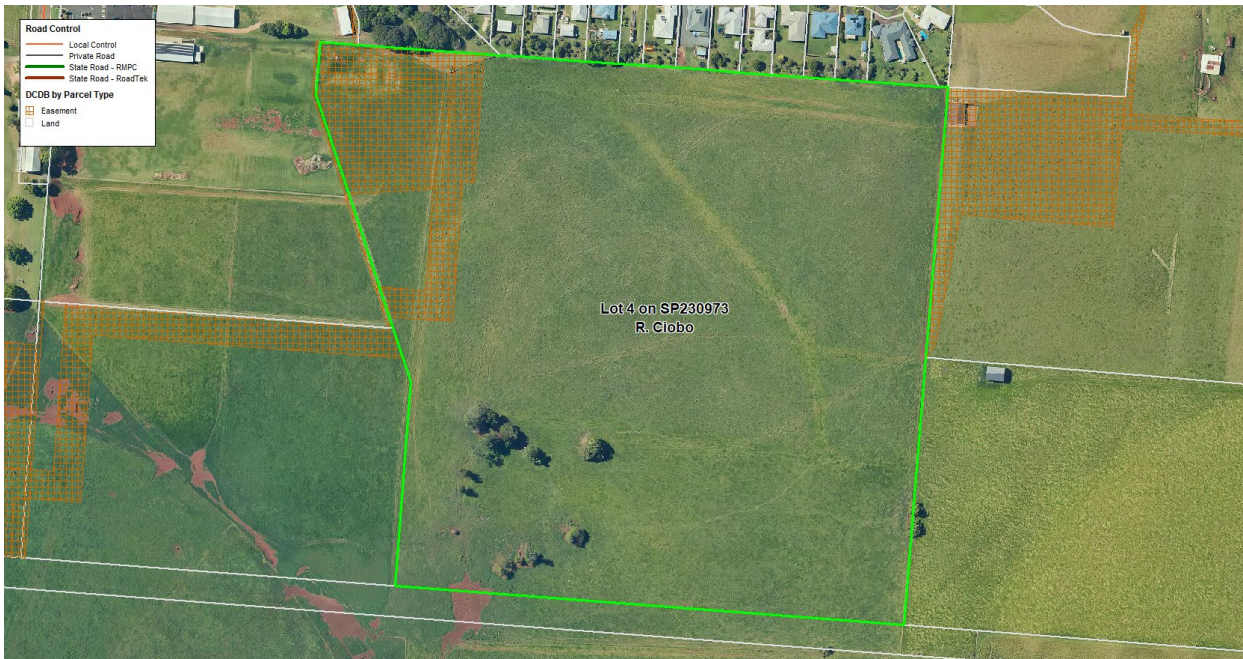 Road Control
Local Control
Private Road
State Road - RMPC
State Road - RoadTek
DCDB by Parcel Type
Easement
Land
Lot 4 on SP230973
R. Ciobo